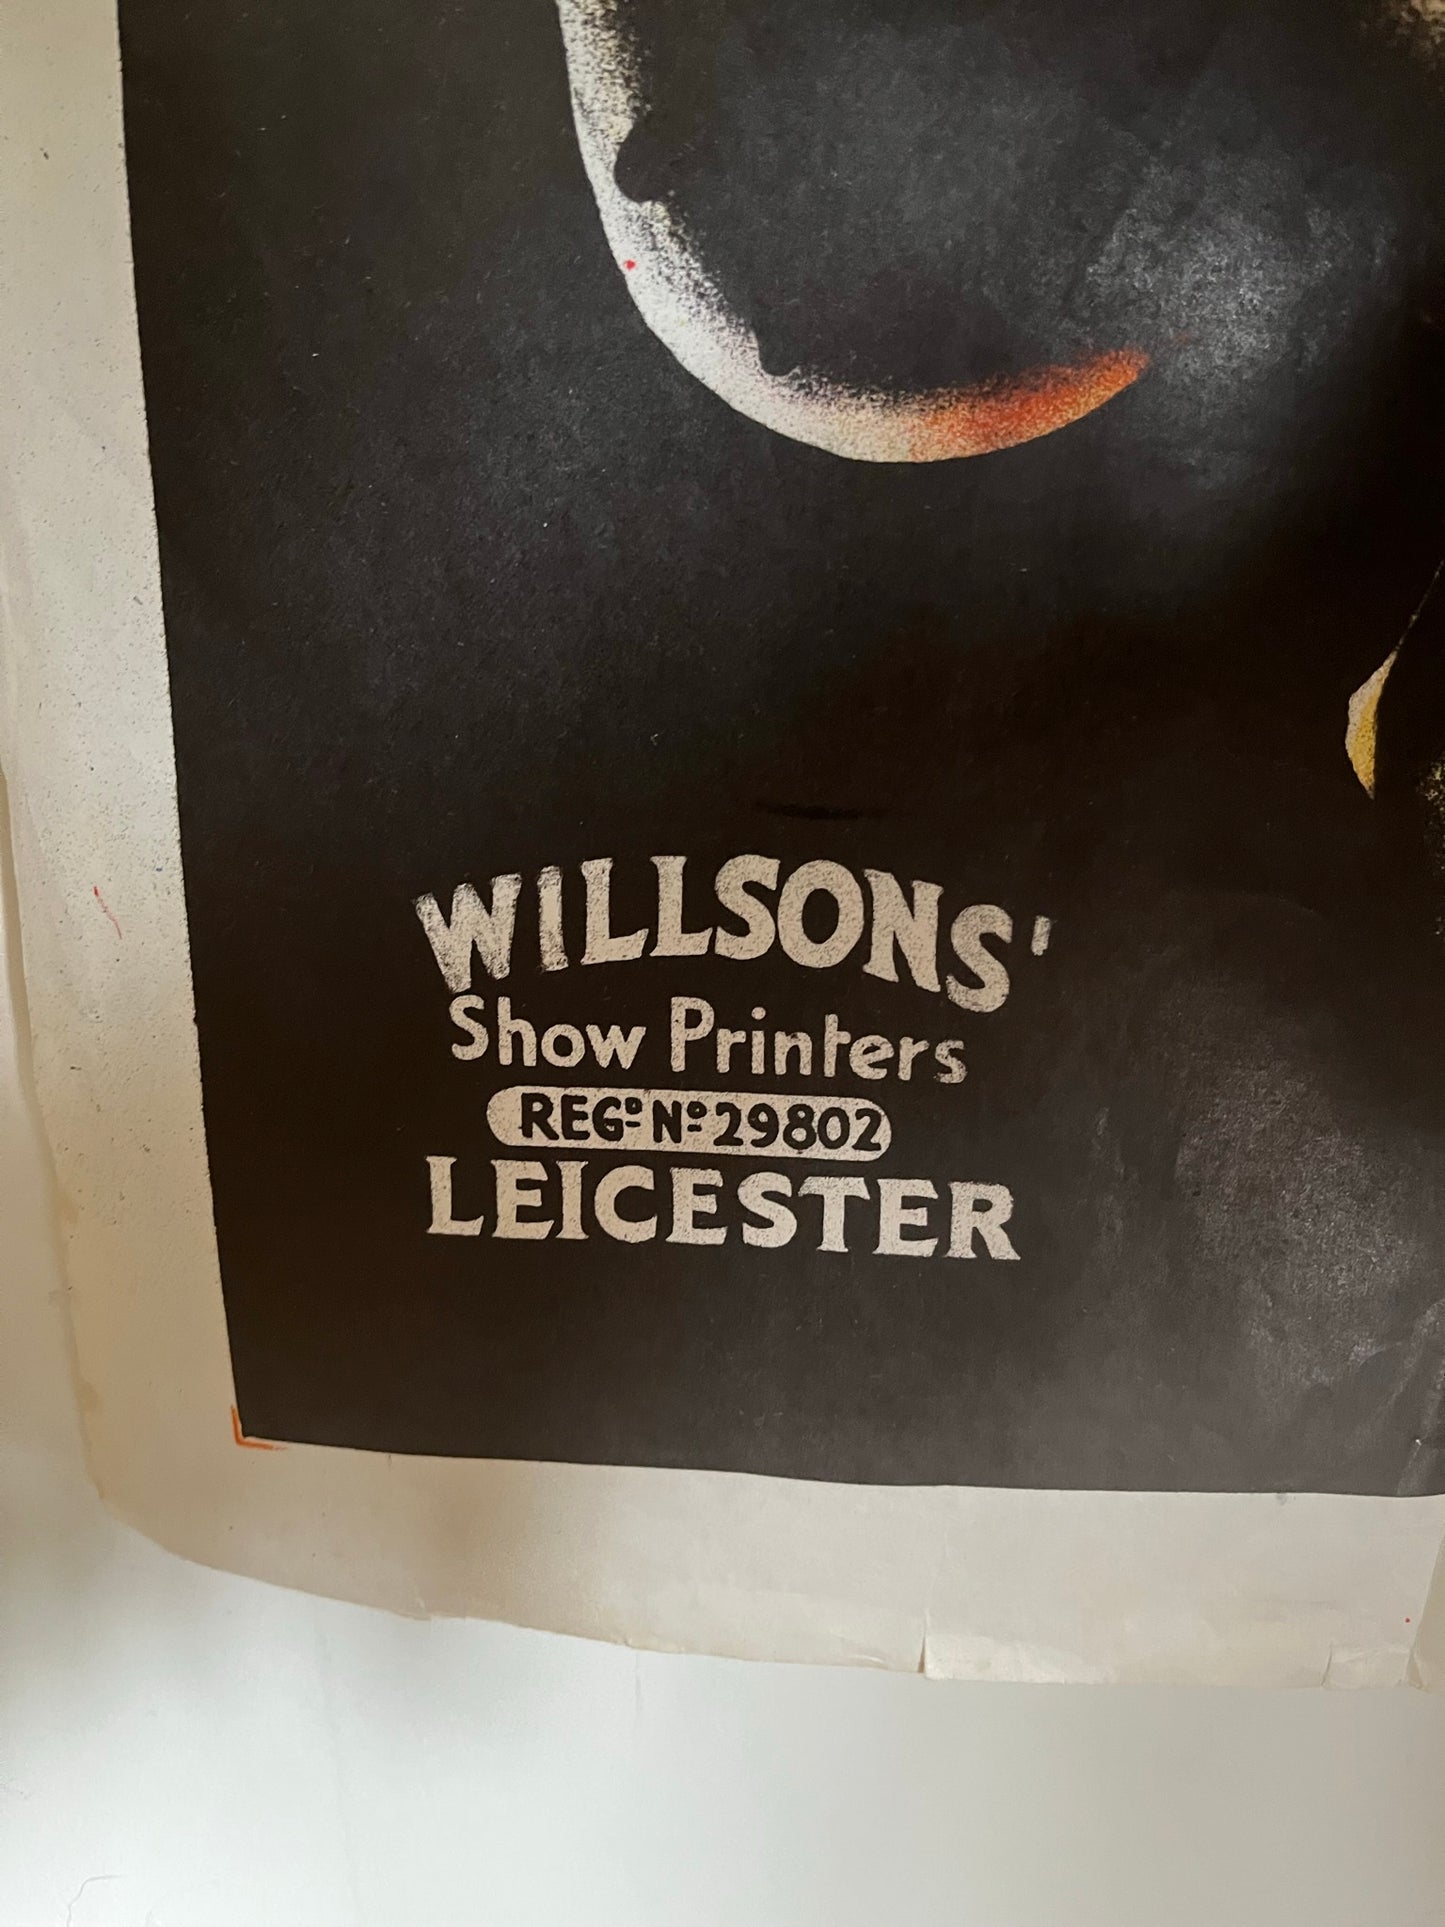 WILLSONS'
Show Printers
REGº Nº 29802
LEICESTER